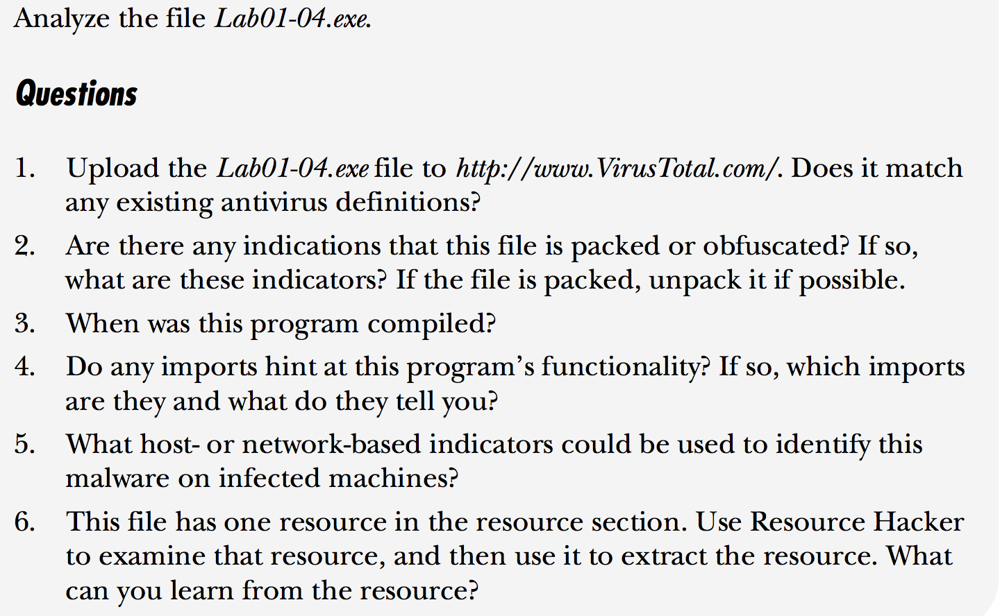 Analyze the file Lab01-04.exe.
Questions
1. Upload the Lab01-04.exe file to http://www.VirusTotal.com/. Does it match
any existing antivirus definitions?
2. Are there any indications that this file is packed or obfuscated? If so,
what are these indicators? If the file is packed, unpack it if possible.
3. When was this program compiled?
4. Do any imports hint at this program’s functionality? If so, which imports
are they and what do they tell you?
5. What host- or network-based indicators could be used to identify this
malware on infected machines?
6. This file has one resource in the resource section. Use Resource Hacker
to examine that resource, and then use it to extract the resource. What
can you learn from the resource?